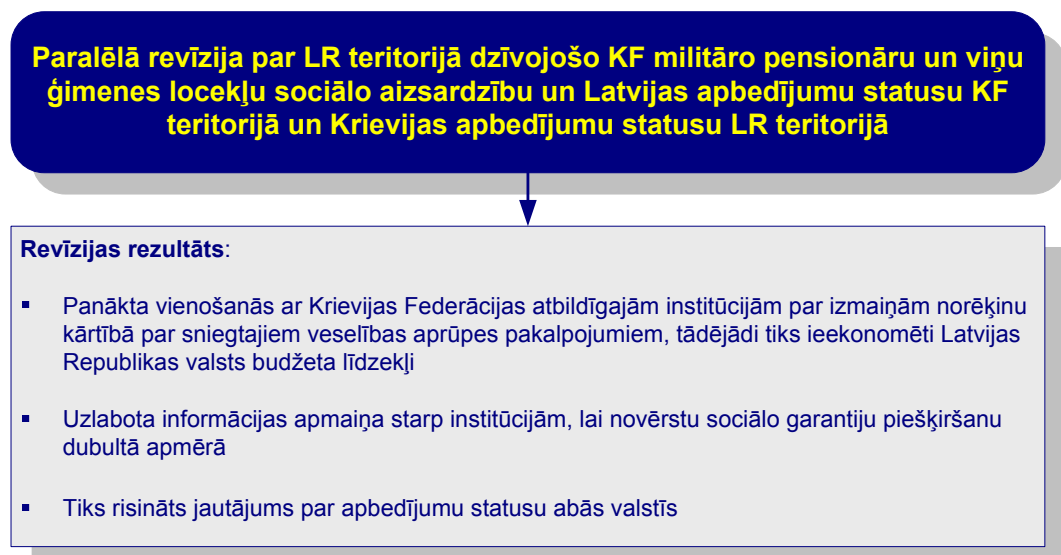 Paralēlā revīzija par LR teritorijā dzīvojošo KF militāro pensionāru un viņu
ģimenes locekļu sociālo aizsardzību un Latvijas apbedījumu statusu KF
teritorijā un Krievijas apbedījumu statusu LR teritorijā
Revīzijas rezultāts:
▪ Panākta vienošanās ar Krievijas Federācijas atbildīgajām institūcijām par izmaiņām norēķinu
kārtībā par sniegtajiem veselības aprūpes pakalpojumiem, tādējādi tiks ieekonomēti Latvijas
Republikas valsts budžeta līdzekļi
▪ Uzlabota informācijas apmaiņa starp institūcijām, lai novērstu sociālo garantiju piešķiršanu
dubultā apmērā
▪ Tiks risināts jautājums par apbedījumu statusu abās valstīs